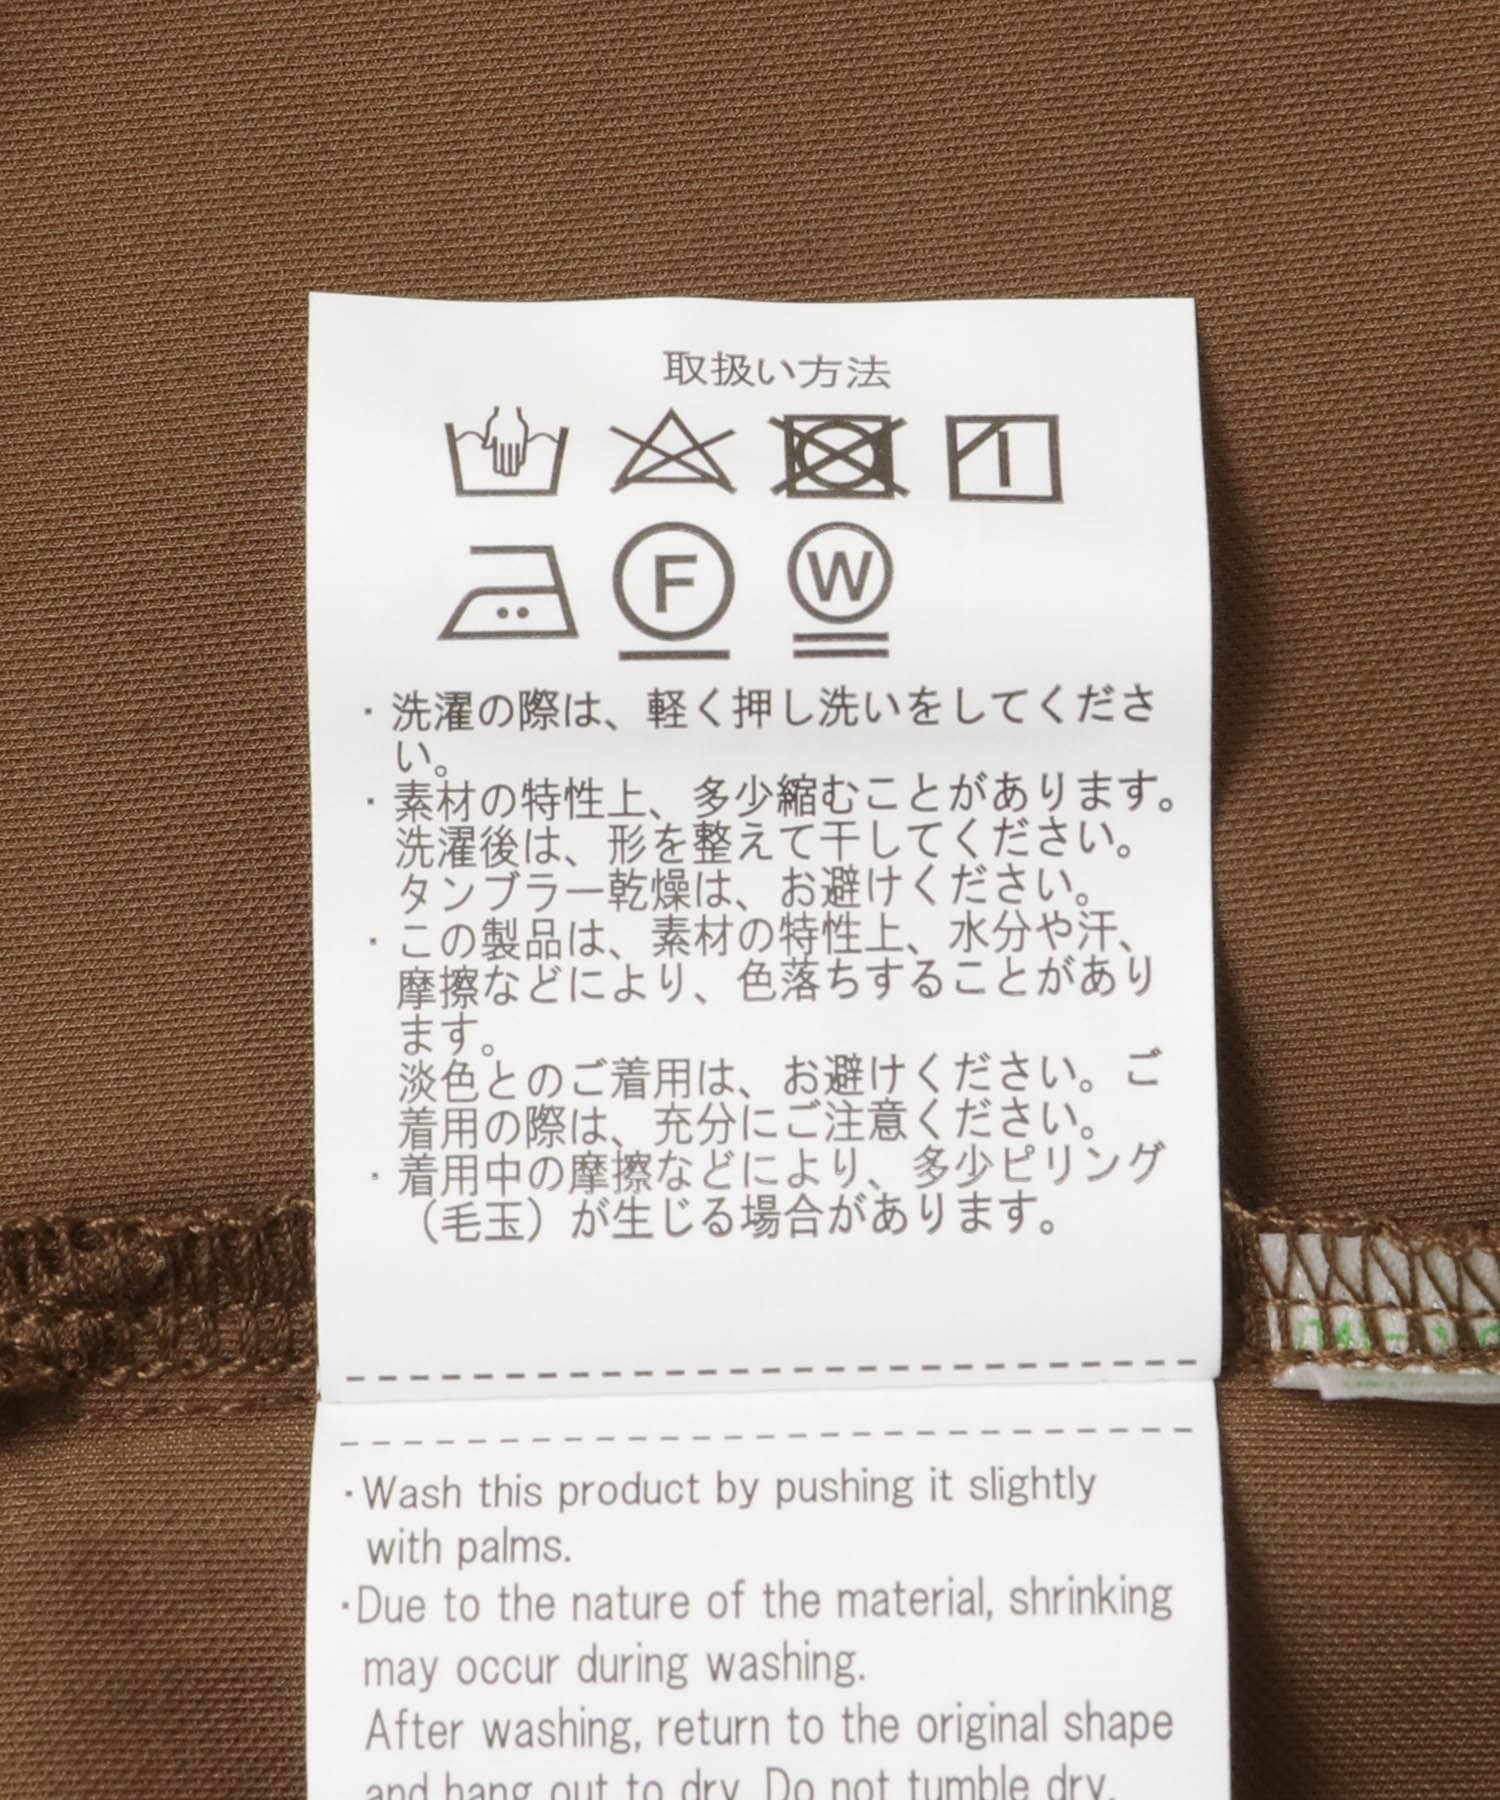 取扱い方法
F W
・洗濯の際は、軽く押し洗いをしてくださ
い。
・素材の特性上、多少縮むことがあります。
洗濯後は、形を整えて干してください。
タンブラー乾燥は、お避けください。
・この製品は、素材の特性上、水分や汗、
摩擦などにより、色落ちすることがあり
ます。
淡色とのご着用は、お避けください。ご
着用の際は、充分にご注意ください。
・着用中の摩擦などにより、多少ピリング
（毛玉）が生じる場合があります。
・Wash this product by pushing it slightly
with palms.
・Due to the nature of the material, shrinking
may occur during washing.
After washing, return to the original shape
and hang out to dry. Do not tumble dry.